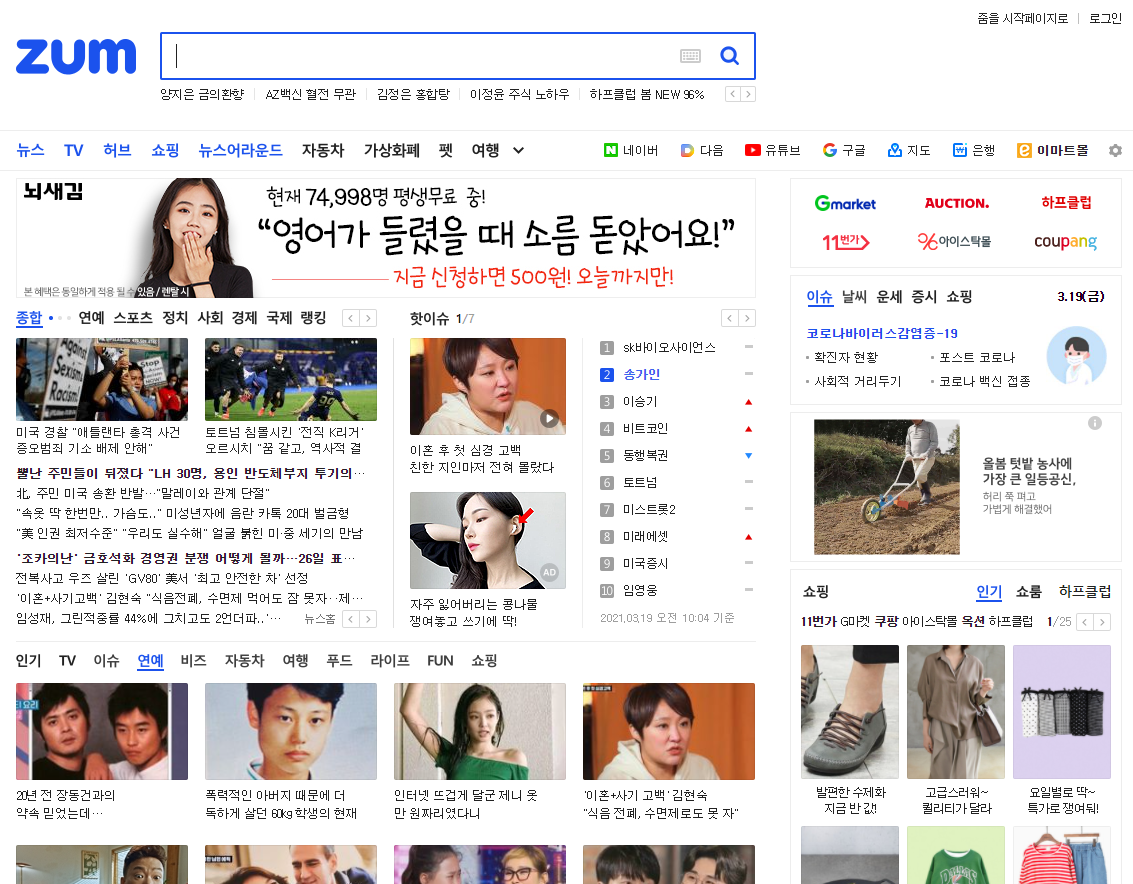 줌을 시작페이지로 로그인
zum
양지은 금의환향 AZ백신 혈전 무관 김정은 홍합탕 이정윤 주식 노하우 하프클럽 봄 NEW 96%
뉴스 TV 허브 쇼핑 뉴스어라운드 자동차 가상화폐 펫 여행
네이버 다음 유튜브 구글 지도 은행 이마트몰
뇌새김
현재 74,998명 평생무료 중!
“영어가 들렸을 때 소름 돋았어요!”
지금 신청하면 500원! 오늘까지만!
본 혜택은 동일하게 적용 될 수 있음 / 렌탈 시
Gmarket AUCTION. 하프클럽
11번가 아이스탁몰 coupang
종합 연예 스포츠 정치 사회 경제 국제 랭킹
Against Sexisms Racisms
Stop
미국 경찰 "애틀랜타 총격 사건
증오범죄 기소 배제 안해"
토트넘 침몰시킨 '전직 K리거'
오르시치 "꿈 같고, 역사적 결
뿔난 주민들이 뒤졌다 "LH 30명, 용인 반도체부지 투기의…
北, 주민 미국 송환 반발…"말레이와 관계 단절"
"속옷 딱 한번만.. 가슴도.." 미성년자에 음란 카톡 20대 벌금형
"美 인권 최저수준" "우리도 실수해" 얼굴 붉힌 미·중 세기의 만남
'조카의난' 금호석화 경영권 분쟁 어떻게 될까…26일 표…
전복사고 우즈 살린 'GV80' 美서 '최고 안전한 차' 선정
'이혼+사기고백' 김현숙 "식음전폐, 수면제 먹어도 잠 못자…제…
임성재, 그린적중률 44%에 그치고도 2언더파..'…
뉴스홈
핫이슈 1/7
이혼 후 첫 심경 고백
친한 지인마저 전혀 몰랐다
AD
자주 잃어버리는 콩나물
쟁여놓고 쓰기에 딱!
1 sk바이오사이언스
2 송가인
3 이승기
4 비트코인
5 동행복권
6 토트넘
7 미스트롯2
8 미래에셋
9 미국증시
10 임영웅
2021.03.19 오전 10:04 기준
이슈 날씨 운세 증시 쇼핑 3.19(금)
코로나바이러스감염증-19
확진자 현황 포스트 코로나
사회적 거리두기 코로나 백신 접종
올봄 텃밭 농사에
가장 큰 일등공신,
허리 쭉 펴고
가볍게 해결했어
인기 TV 이슈 연예 비즈 자동차 여행 푸드 라이프 FUN 쇼핑
20년 전 장동건과의
약속 믿었는데…
폭력적인 아버지 때문에 더
독하게 살던 60kg 학생의 현재
인터넷 뜨겁게 달군 제니 옷
만 원짜리였다니
'이혼+사기 고백' 김현숙
"식음 전폐, 수면제로도 못 자"
쇼핑 인기 쇼룸 하프클럽
11번가 G마켓 쿠팡 아이스탁몰 옥션 하프클럽 1/25
발편한 수제화
지금 반 값!
고급스러워~
퀄리티가 달라
요일별로 딱~
특가로 쟁여둬!